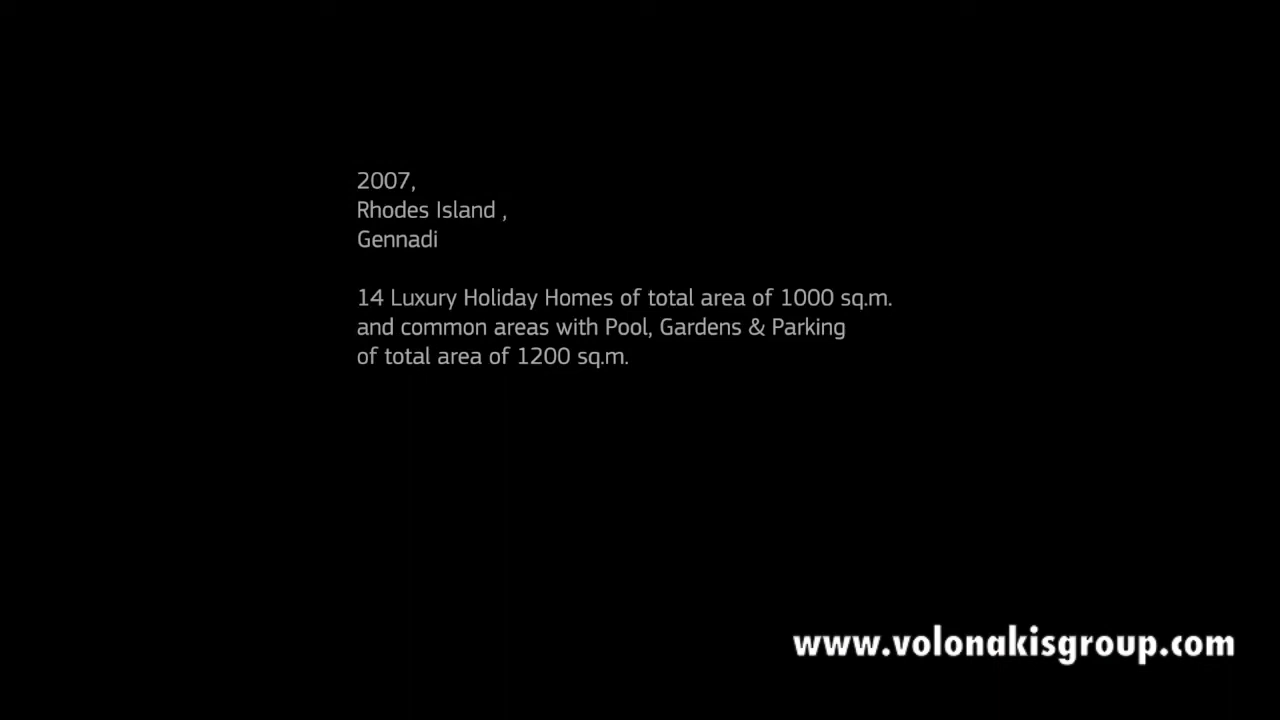 2007,
Rhodes Island ,
Gennadi
14 Luxury Holiday Homes of total area of 1000 sq.m.
and common areas with Pool, Gardens & Parking
of total area of 1200 sq.m.
www.volonakisgroup.com